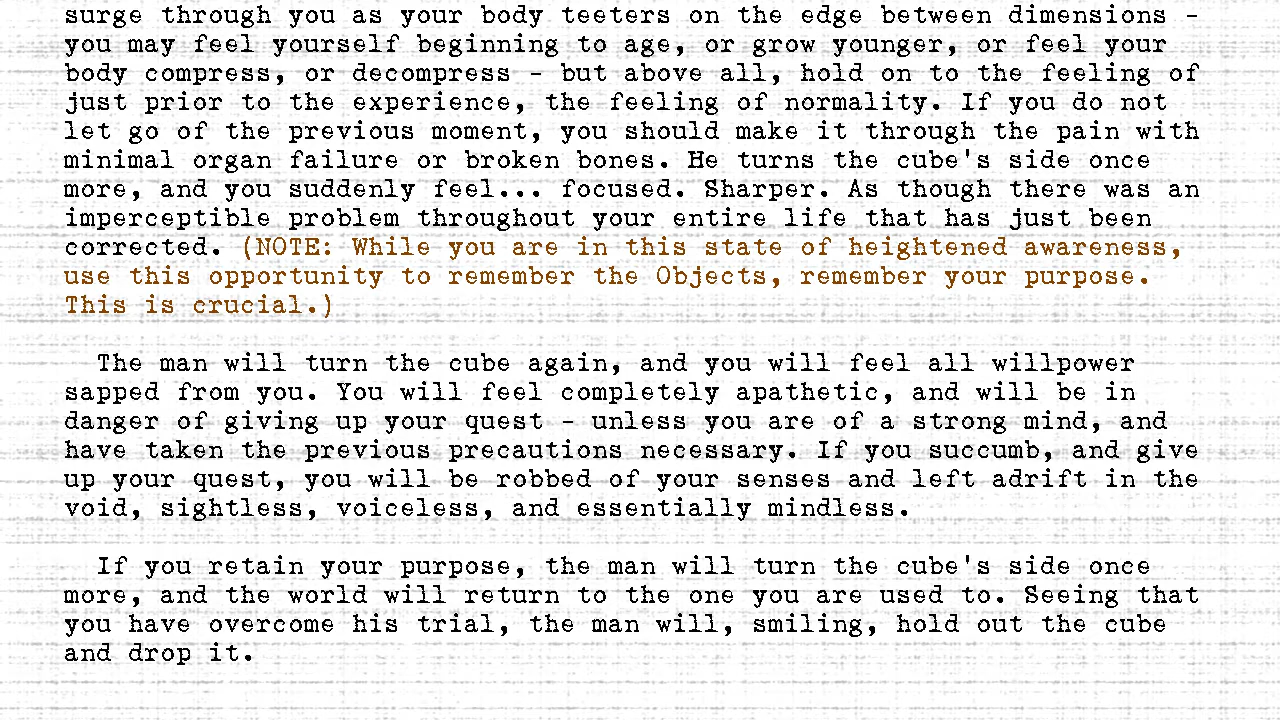 surge through you as your body teeters on the edge between dimensions -
you may feel yourself beginning to age, or grow younger, or feel your
body compress, or decompress - but above all, hold on to the feeling of
just prior to the experience, the feeling of normality. If you do not
let go of the previous moment, you should make it through the pain with
minimal organ failure or broken bones. He turns the cube's side once
more, and you suddenly feel... focused. Sharper. As though there was an
imperceptible problem throughout your entire life that has just been
corrected. (NOTE: While you are in this state of heightened awareness,
use this opportunity to remember the Objects, remember your purpose.
This is crucial.)
The man will turn the cube again, and you will feel all willpower
sapped from you. You will feel completely apathetic, and will be in
danger of giving up your quest - unless you are of a strong mind, and
have taken the previous precautions necessary. If you succumb, and give
up your quest, you will be robbed of your senses and left adrift in the
void, sightless, voiceless, and essentially mindless.
If you retain your purpose, the man will turn the cube's side once
more, and the world will return to the one you are used to. Seeing that
you have overcome his trial, the man will, smiling, hold out the cube
and drop it.